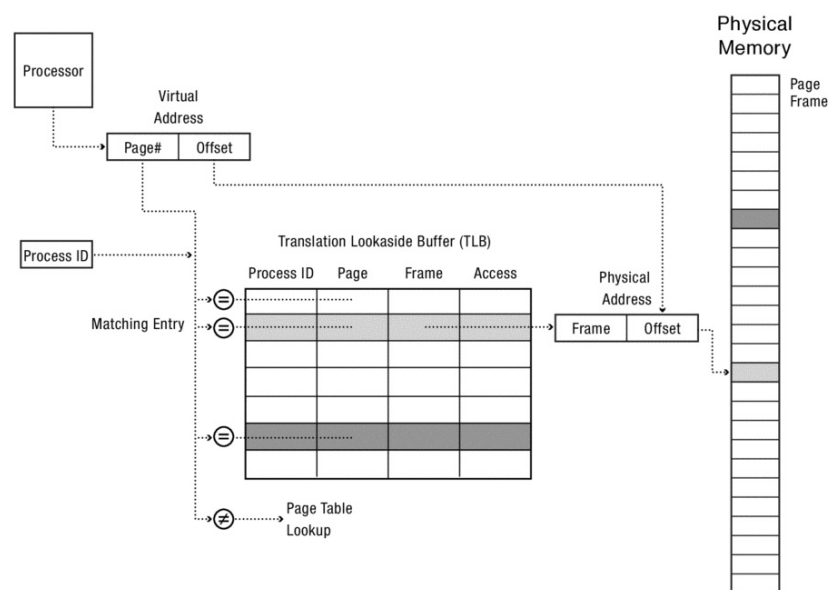 Physical
Memory
Processor
Page
Frame
Virtual
Address
Page#
Offset
Translation Lookaside Buffer (TLB)
Process ID
Process ID
Page
Frame
Access
Physical
Address
=
Matching Entry
=
Frame
Offset
=
≠
Page Table
Lookup